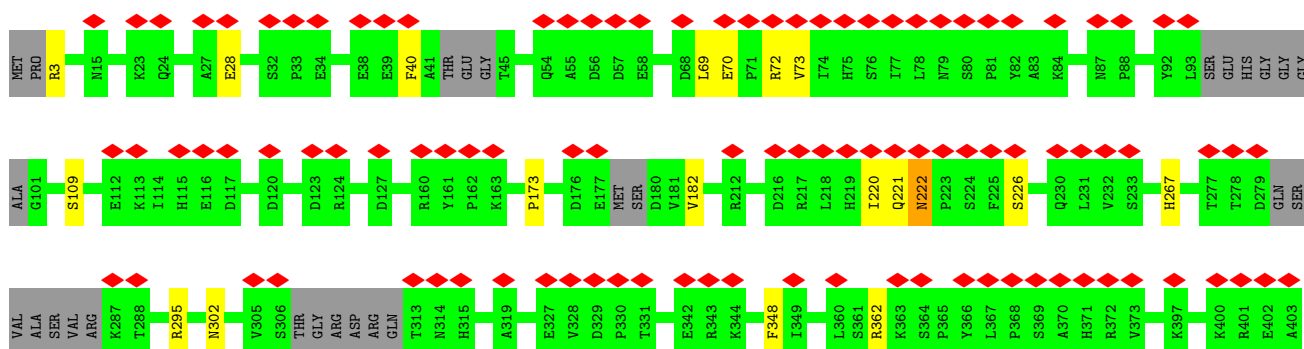 MET PRO R3 N15 K23 Q24 A27 E28 S32 P33 E34 E38 E39 F40 A41 THR GLU GLY T45 Q54 A55 D56 D57 E58 D68 L69 E70 P71 R72 V73 I74 H75 S76 I77 L78 N79 S80 P81 Y82 A83 K84 N87 P88 Y92 L93 SER GLU HIS GLY GLY GLY
ALA G101 S109 E112 K113 I114 H115 E116 D117 D120 D123 R124 D127 R160 Y161 P162 K163 P173 D176 E177 MET SER D180 V181 V182 R212 D216 R217 L218 H219 I220 Q221 N222 P223 S224 F225 S226 Q230 L231 V232 S233 H267 T277 T278 D279 GLN SER
VAL ALA SER VAL ARG K287 T288 R295 N302 V305 S306 THR GLY ARG ASP ARG GLN T313 N314 H315 A319 E327 V328 D329 P330 T331 E342 R343 K344 F348 I349 L360 S361 R362 K363 S364 P365 Y366 L367 P368 S369 A370 H371 R372 V373 K397 K400 R401 E402 A403